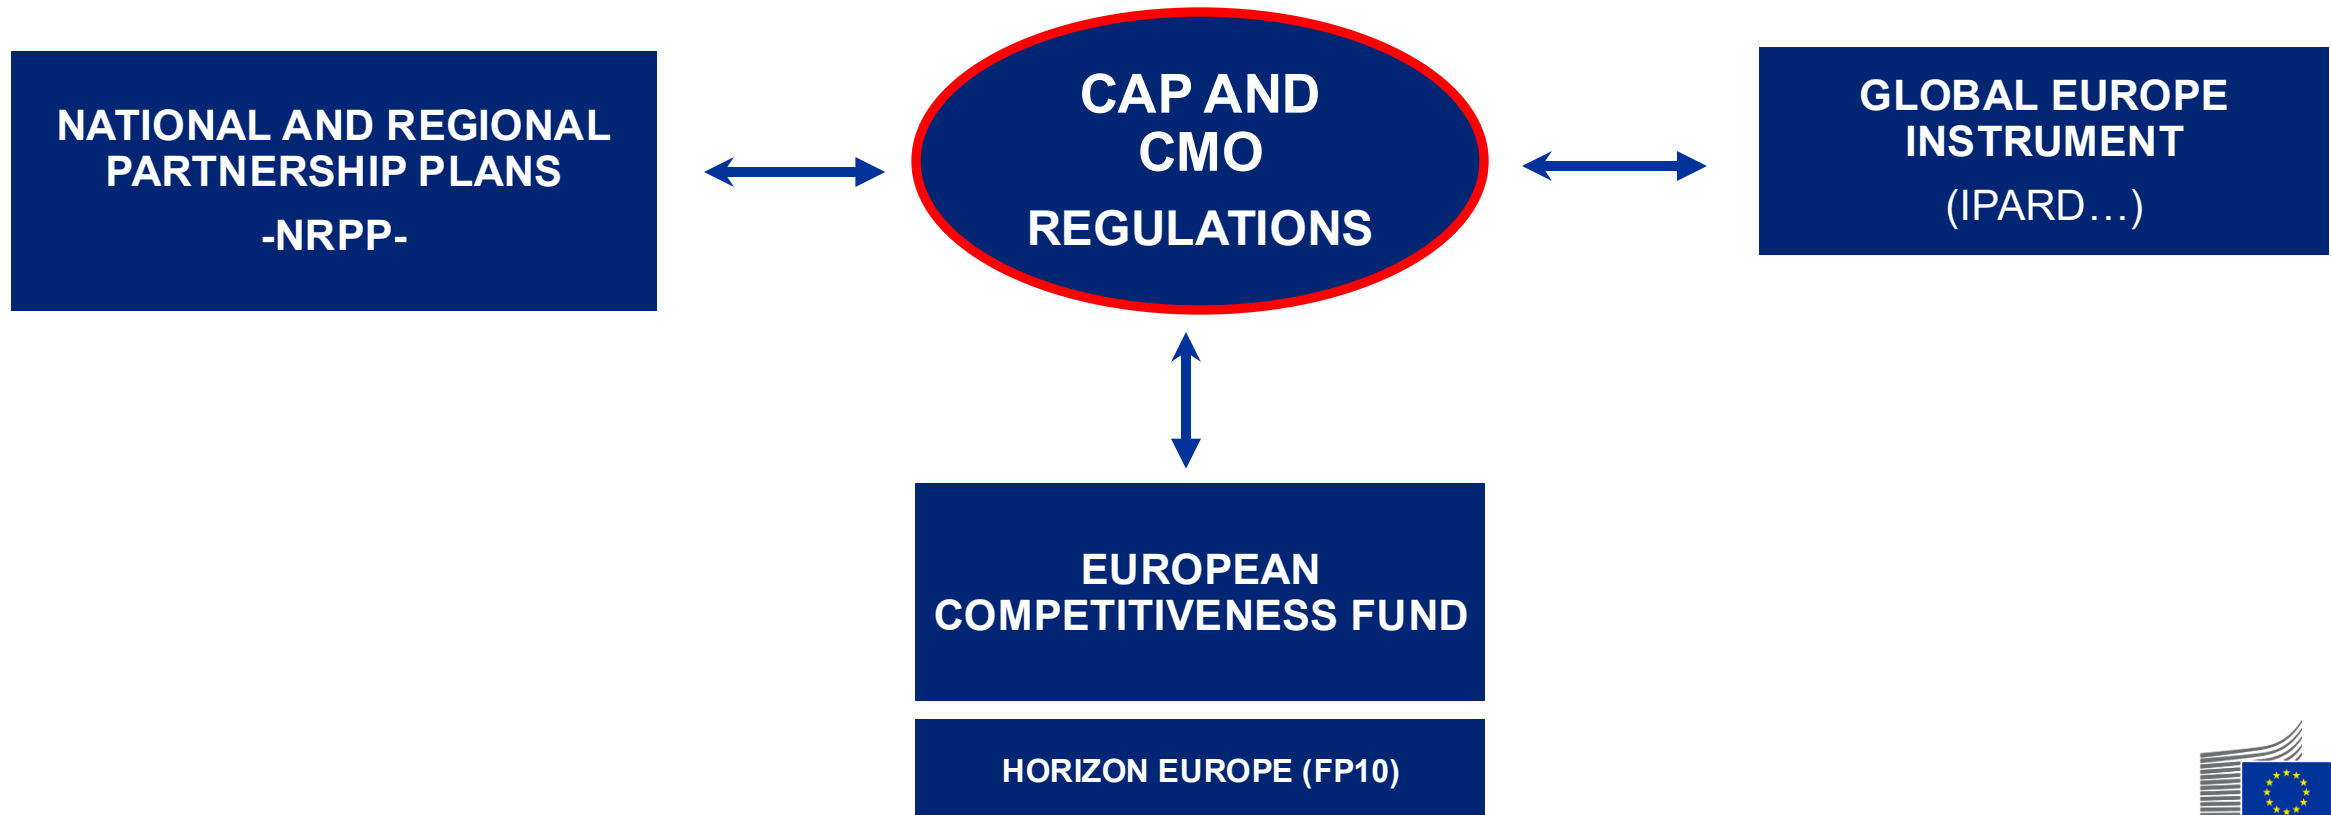 NATIONAL AND REGIONAL
PARTNERSHIP PLANS
-NRPP-
CAP AND
CMO
REGULATIONS
GLOBAL EUROPE
INSTRUMENT
(IPARD…)
EUROPEAN
COMPETITIVENESS FUND
HORIZON EUROPE (FP10)